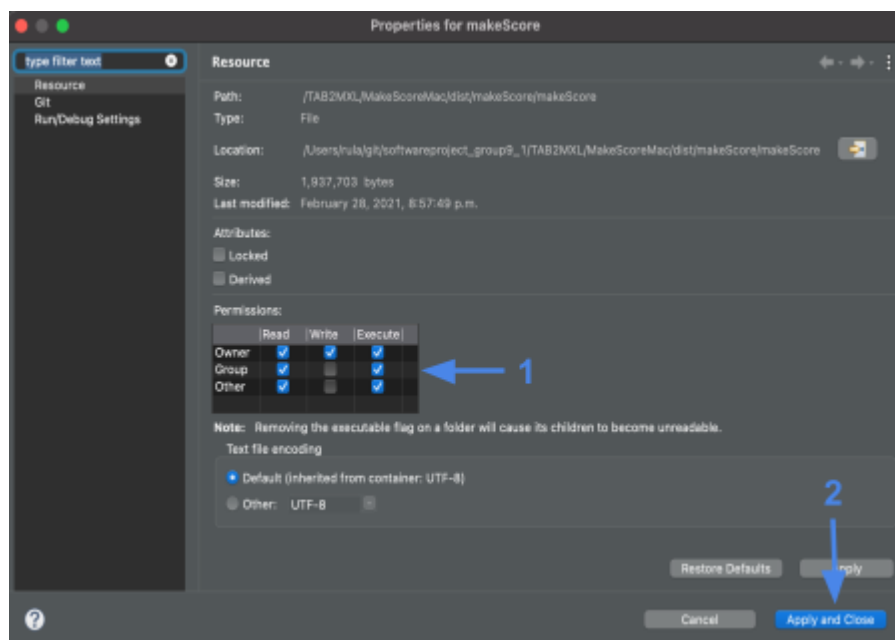 Properties for makeScore
type filter text
Resource
Git
Run/Debug Settings
Resource
Path: /TAB2MXL/MakeScoreMac/dist/makeScore/makeScore
Type: File
Location: /Users/rula/git/softwareproject_group9_1/TAB2MXL/MakeScoreMac/dist/makeScore/makeScore
Size: 1,937,703 bytes
Last modified: February 28, 2021, 8:57:49 p.m.
Attributes:
Locked
Derived
Permissions:
Read Write Execute
Owner
Group
Other
1
Note: Removing the executable flag on a folder will cause its children to become unreadable.
Text file encoding
Default (inherited from container: UTF-8)
Other: UTF-8
2
Restore Defaults Apply
? Cancel Apply and Close